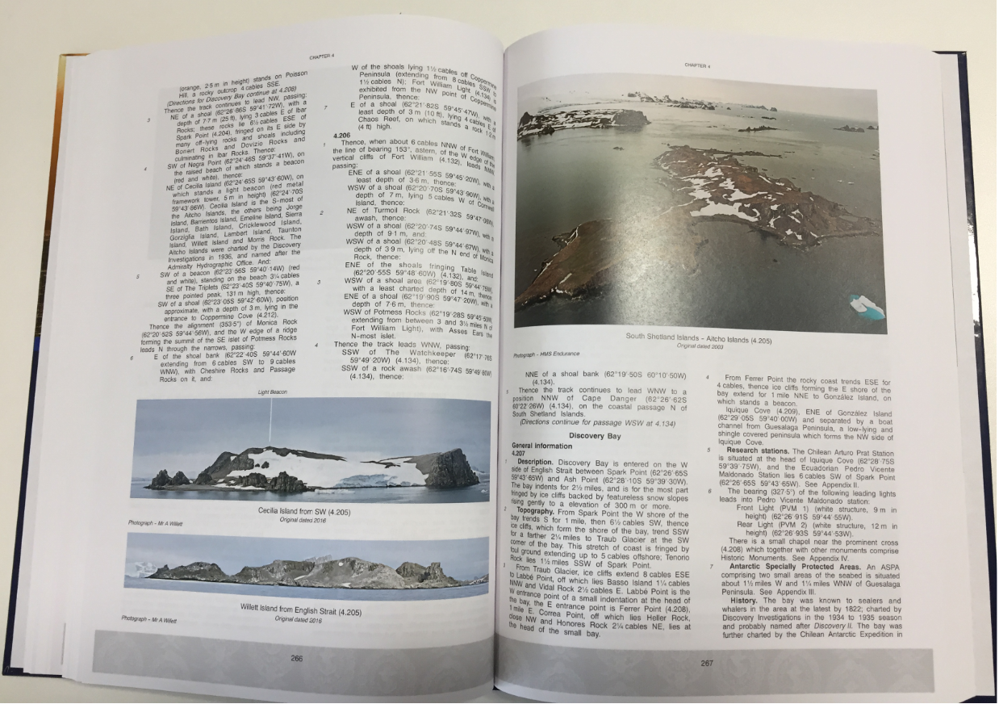 CHAPTER 4
(orange, 2·5 m in height) stands on Poisson
Hill, a rocky outcrop 4 cables SSE.
(Directions for Discovery Bay continue at 4.208)
Thence the track continues to lead NW, passing:
3 NE of a shoal (62°26´86S 59°41´72W), with a
depth of 7·7 m (25 ft), lying 3 cables E of Ibar
Rocks; these rocks lie 6½ cables ESE of
Spark Point (4.204), fringed on its E side by
many off-lying rocks and shoals including
Bonert Rocks and Dovizio Rocks and
culminating in Ibar Rocks. Thence:
4 SW of Negra Point (62°24´46S 59°37´41W), on
the raised beach of which stands a beacon
(red and white), thence:
NE of Cecilia Island (62°24´65S 59°43´60W), on
which stands a light beacon (red metal
framework tower, 5 m in height) (62°24´70S
59°43´86W). Cecilia Island is the S-most of
the Aitcho Islands, the others being Jorge
Island, Barrientos Island, Emeline Island, Sierra
Island, Bath Island, Cricklewood Island,
Gorziglia Island, Lambert Island, Taunton
Island, Willett Island and Morris Rock. The
Aitcho Islands were charted by the Discovery
Investigations in 1936, and named after the
Admiralty Hydrographic Office. And:
5 SW of a beacon (62°23´56S 59°40´14W) (red
and white), standing on the beach 3¼ cables
SE of The Triplets (62°23´40S 59°40´75W), a
three pointed peak, 131 m high, thence:
SW of a shoal (62°23´05S 59°42´60W), position
approximate, with a depth of 3 m, lying in the
entrance to Coppermine Cove (4.212).
Thence the alignment (353·5°) of Monica Rock
(62°20´52S 59°44´56W), and the W edge of a ridge
forming the summit of the SE islet of Potmess Rocks
leads N through the narrows, passing:
6 E of the shoal bank (62°22´40S 59°44´60W
extending from 6 cables SW to 9 cables
WNW), with Cheshire Rocks and Passage
Rocks on it, and:
W of the shoals lying 1½ cables off Coppermine
Peninsula (extending from 8 cables SSW to
1½ cables N); Fort William Light (4.134), is
exhibited from the NW point of Coppermine
Peninsula, thence:
7 E of a shoal (62°21´82S 59°45´47W), with a
least depth of 3 m (10 ft), lying 4 cables E of
Chaos Reef, on which stands a rock 1·2 m
(4 ft) high.
4.206
1 Thence, when about 6 cables NNW of Fort William
the line of bearing 153°, astern, of the W edge of the
vertical cliffs of Fort William (4.132), leads NNW
passing:
ENE of a shoal (62°21´55S 59°45´20W), with a
least depth of 3·6 m, thence:
WSW of a shoal (62°20´70S 59°43´90W), with a
depth of 7 m, lying 5 cables W of Cornwall
Island, thence:
2 NE of Turmoil Rock (62°21´32S 59°47´08W),
awash, thence:
WSW of a shoal (62°20´74S 59°44´97W), with a
depth of 9·1 m, and:
WSW of a shoal (62°20´48S 59°44´67W), with a
depth of 3·9 m, lying off the N end of Monica
Rock, thence:
ENE of the shoals fringing Table Island
(62°20´55S 59°48´60W) (4.132), and:
3 WSW of a shoal area (62°19´80S 59°44´76W),
with a least charted depth of 14 m, thence:
ENE of a shoal (62°19´90S 59°47´20W), with a
depth of 7·6 m, thence:
WSW of Potmess Rocks (62°19´28S 59°45´50W,
extending from between 3 and 3½ miles N of
Fort William Light), with Asses Ears the
N-most islet.
4 Thence the track leads WNW, passing:
SSW of The Watchkeeper (62°17´76S
59°49´20W) (4.134), thence:
SSW of a rock awash (62°16´74S 59°49´60W)
(4.134), thence:
Light Beacon
Cecilia Island from SW (4.205)
Original dated 2016
Photograph - Mr A Willett
Willett Island from English Strait (4.205)
Original dated 2016
Photograph - Mr A Willett
266
CHAPTER 4
South Shetland Islands - Aitcho Islands (4.205)
Original dated 2003
Photograph - HMS Endurance
NNE of a shoal bank (62°19´50S 60°10´50W)
(4.134).
5 Thence the track continues to lead WNW to a
position NNW of Cape Danger (62°26´62S
60°22´26W) (4.134), on the coastal passage N of
South Shetland Islands.
(Directions continue for passage WSW at 4.134)
Discovery Bay
General information
4.207
1 Description. Discovery Bay is entered on the W
side of English Strait between Spark Point (62°26´65S
59°43´65W) and Ash Point (62°28´10S 59°39´30W).
The bay indents for 2½ miles, and is for the most part
fringed by ice cliffs backed by featureless snow slopes
rising gently to a elevation of 300 m or more.
2 Topography. From Spark Point the W shore of the
bay trends S for 1 mile, then 6½ cables SW, thence
ice cliffs, which form the shore of the bay, trend SSW
for a farther 2¼ miles to Traub Glacier at the SW
corner of the bay. This stretch of coast is fringed by
foul ground extending up to 5 cables offshore; Tenorio
Rock lies 1½ miles SSW of Spark Point.
3 From Traub Glacier, ice cliffs extend 8 cables ESE
to Labbé Point, off which lies Basso Island 1¼ cables
NNW and Vidal Rock 2½ cables E. Labbé Point is the
W entrance point of a small indentation at the head of
the bay, the E entrance point is Ferrer Point (4.208),
1 mile E. Correa Point, off which lies Heller Rock,
close NW and Honores Rock 2¼ cables NE, lies at
the head of the small bay.
4 From Ferrer Point the rocky coast trends ESE for
4 cables, thence ice cliffs forming the E shore of the
bay extend for 1 mile NNE to González Island, on
which stands a beacon.
Iquique Cove (4.209), ENE of González Island
(62°29´05S 59°40´00W) and separated by a boat
channel from Guesalaga Peninsula, a low-lying and
shingle covered peninsula which forms the NW side of
Iquique Cove.
5 Research stations. The Chilean Arturo Prat Station
is situated at the head of Iquique Cove (62°28´75S
59°39´75W), and the Ecuadorian Pedro Vicente
Maldonado Station lies 6 cables SW of Spark Point
(62°26´65S 59°43´65W). See Appendix II.
6 The bearing (327·5°) of the following leading lights
leads into Pedro Vicente Maldonado station:
Front Light (PVM 1) (white structure, 9 m in
height) (62°26´91S 59°44´55W).
Rear Light (PVM 2) (white structure, 12 m in
height) (62°26´93S 59°44´53W).
There is a small chapel near the prominent cross
(4.208) which together with other monuments comprise
Historic Monuments. See Appendix IV.
7 Antarctic Specially Protected Areas. An ASPA
comprising two small areas of the seabed is situated
about 1½ miles W and 1¼ miles WNW of Guesalaga
Peninsula. See Appendix III.
History. The bay was known to sealers and
whalers in the area at the latest by 1822; charted by
Discovery Investigations in the 1934 to 1935 season
and probably named after Discovery II. The bay was
further charted by the Chilean Antarctic Expedition in
267